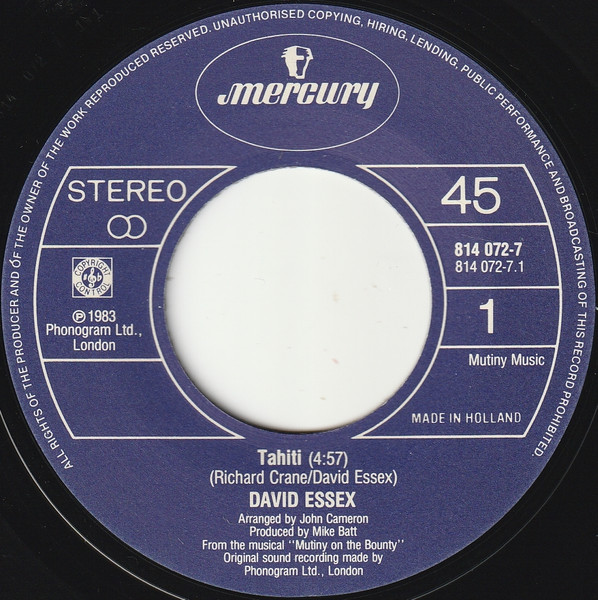 ALL RIGHTS OF THE PRODUCER AND OF THE OWNER OF THE WORK REPRODUCED RESERVED. UNAUTHORISED COPYING, HIRING, LENDING, PUBLIC PERFORMANCE AND BROADCASTING OF THIS RECORD PROHIBITED.
mercury
STEREO
45
814 072-7
814 072-7.1
COPYRIGHT
CONTROL
℗ 1983
Phonogram Ltd.,
London
1
Mutiny Music
MADE IN HOLLAND
Tahiti (4:57)
(Richard Crane/David Essex)
DAVID ESSEX
Arranged by John Cameron
Produced by Mike Batt
From the musical "Mutiny on the Bounty"
Original sound recording made by
Phonogram Ltd., London